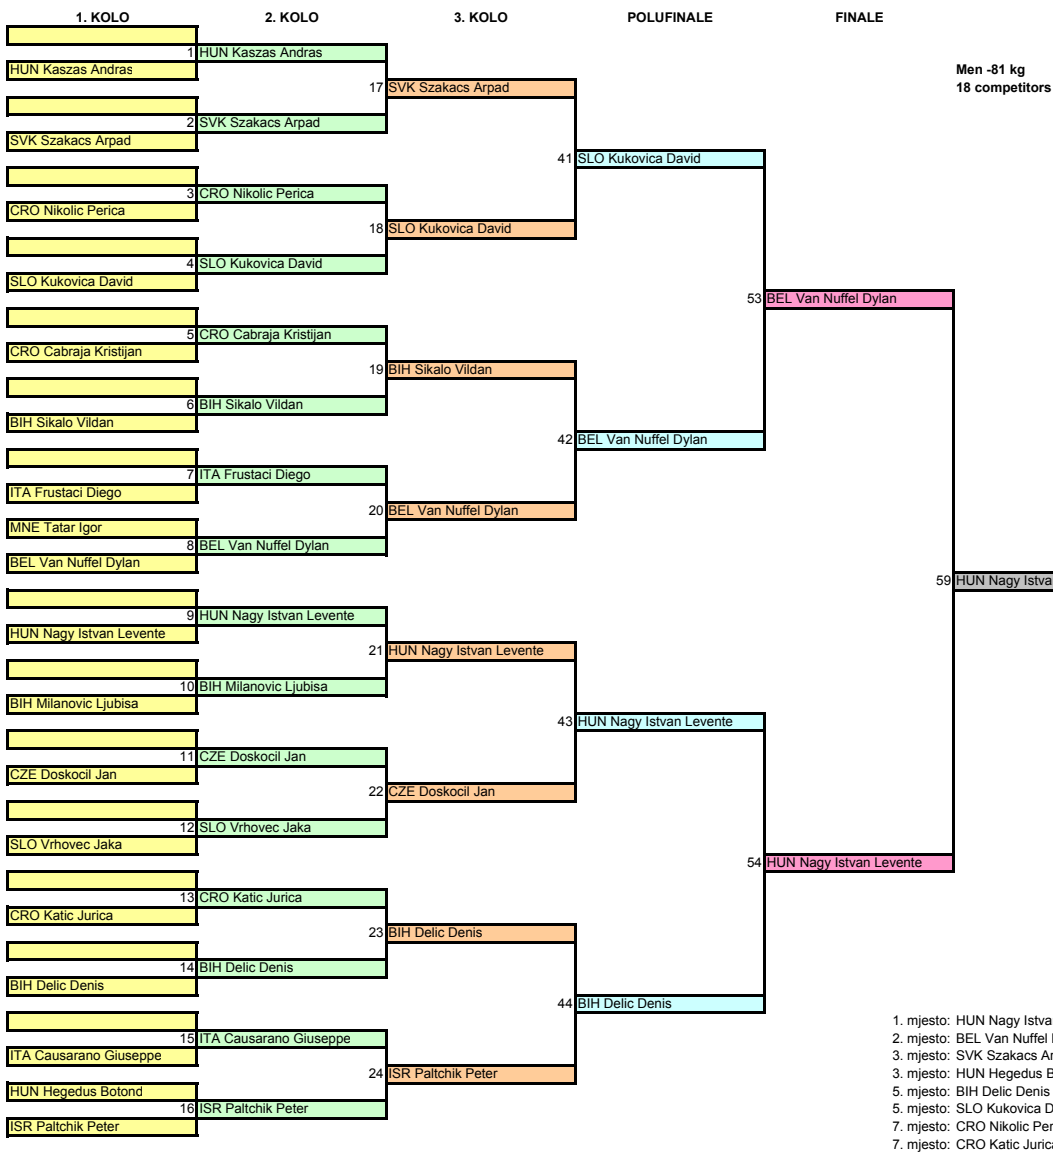 1. KOLO 2. KOLO 3. KOLO POLUFINALE FINALE
1 HUN Kaszas Andras
HUN Kaszas Andras Men -81 kg
17 SVK Szakacs Arpad 18 competitors
2 SVK Szakacs Arpad
SVK Szakacs Arpad
41 SLO Kukovica David
3 CRO Nikolic Perica
CRO Nikolic Perica
18 SLO Kukovica David
4 SLO Kukovica David
SLO Kukovica David
53 BEL Van Nuffel Dylan
5 CRO Cabraja Kristijan
CRO Cabraja Kristijan
19 BIH Sikalo Vildan
6 BIH Sikalo Vildan
BIH Sikalo Vildan
42 BEL Van Nuffel Dylan
7 ITA Frustaci Diego
ITA Frustaci Diego
20 BEL Van Nuffel Dylan
MNE Tatar Igor
8 BEL Van Nuffel Dylan
BEL Van Nuffel Dylan
59 HUN Nagy Istva
9 HUN Nagy Istvan Levente
HUN Nagy Istvan Levente
21 HUN Nagy Istvan Levente
10 BIH Milanovic Ljubisa
BIH Milanovic Ljubisa
43 HUN Nagy Istvan Levente
11 CZE Doskocil Jan
CZE Doskocil Jan
22 CZE Doskocil Jan
12 SLO Vrhovec Jaka
SLO Vrhovec Jaka
54 HUN Nagy Istvan Levente
13 CRO Katic Jurica
CRO Katic Jurica
23 BIH Delic Denis
14 BIH Delic Denis
BIH Delic Denis
44 BIH Delic Denis
1. mjesto: HUN Nagy Istva
15 ITA Causarano Giuseppe
2. mjesto: BEL Van Nuffel
ITA Causarano Giuseppe
3. mjesto: SVK Szakacs Ar
24 ISR Paltchik Peter
3. mjesto: HUN Hegedus B
HUN Hegedus Botond
5. mjesto: BIH Delic Denis
16 ISR Paltchik Peter
5. mjesto: SLO Kukovica D
ISR Paltchik Peter
7. mjesto: CRO Nikolic Per
7. mjesto: CRO Katic Jurica